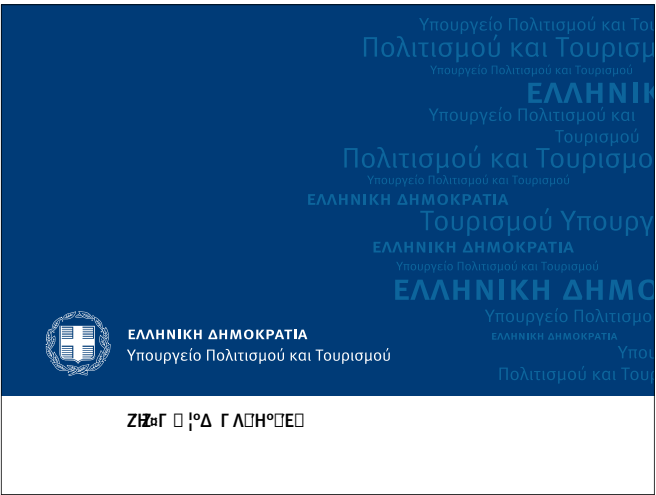 Υπουργείο Πολιτισμού και Του
Πολιτισμού και Τουρισμ
Υπουργείο Πολιτισμού και Τουρισμού
ΕΛΛΗΝΙΚ
Υπουργείο Πολιτισμού και
Τουρισμού
Πολιτισμού και Τουρισμο
Υπουργείο Πολιτισμού και Τουρισμού
ΕΛΛΗΝΙΚΗ ΔΗΜΟΚΡΑΤΙΑ
Τουρισμού Υπουργ
ΕΛΛΗΝΙΚΗ ΔΗΜΟΚΡΑΤΙΑ
Υπουργείο Πολιτισμού και Τουρισμού
ΕΛΛΗΝΙΚΗ ΔΗΜΟ
Υπουργείο Πολιτισμο
ΕΛΛΗΝΙΚΗ ΔΗΜΟΚΡΑΤΙΑ
Υπου
Πολιτισμού και Τουρ
ΕΛΛΗΝΙΚΗ ΔΗΜΟΚΡΑΤΙΑ
Υπουργείο Πολιτισμού και Τουρισμού